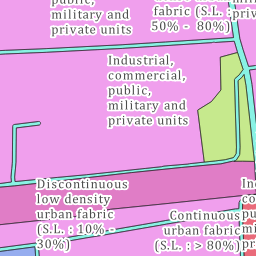 public,
military and
private units
fabric (S.L. :
50% - 80%)
private
Industrial,
commercial,
public,
military and
private units
Discontinuous
low density
urban fabric
(S.L. : 10% -
30%)
Continuous
urban fabric
(S.L. : > 80%)